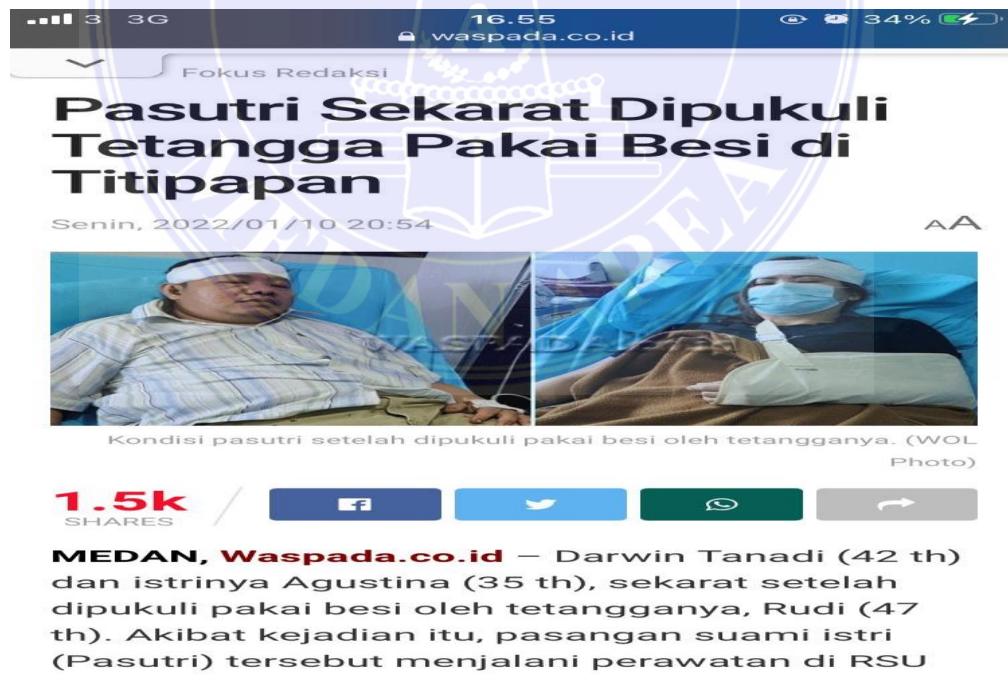 3 3G 16.55 34%
waspada.co.id
Fokus Redaksi
Pasutri Sekarat Dipukuli
Tetangga Pakai Besi di
Titipapan
Senin, 2022/01/10 20:54 AA
MEDAN AREA
WASPADA
Kondisi pasutri setelah dipukuli pakai besi oleh tetangganya. (WOL
Photo)
1.5k
SHARES
MEDAN, Waspada.co.id – Darwin Tanadi (42 th)
dan istrinya Agustina (35 th), sekarat setelah
dipukuli pakai besi oleh tetangganya, Rudi (47
th). Akibat kejadian itu, pasangan suami istri
(Pasutri) tersebut menjalani perawatan di RSU